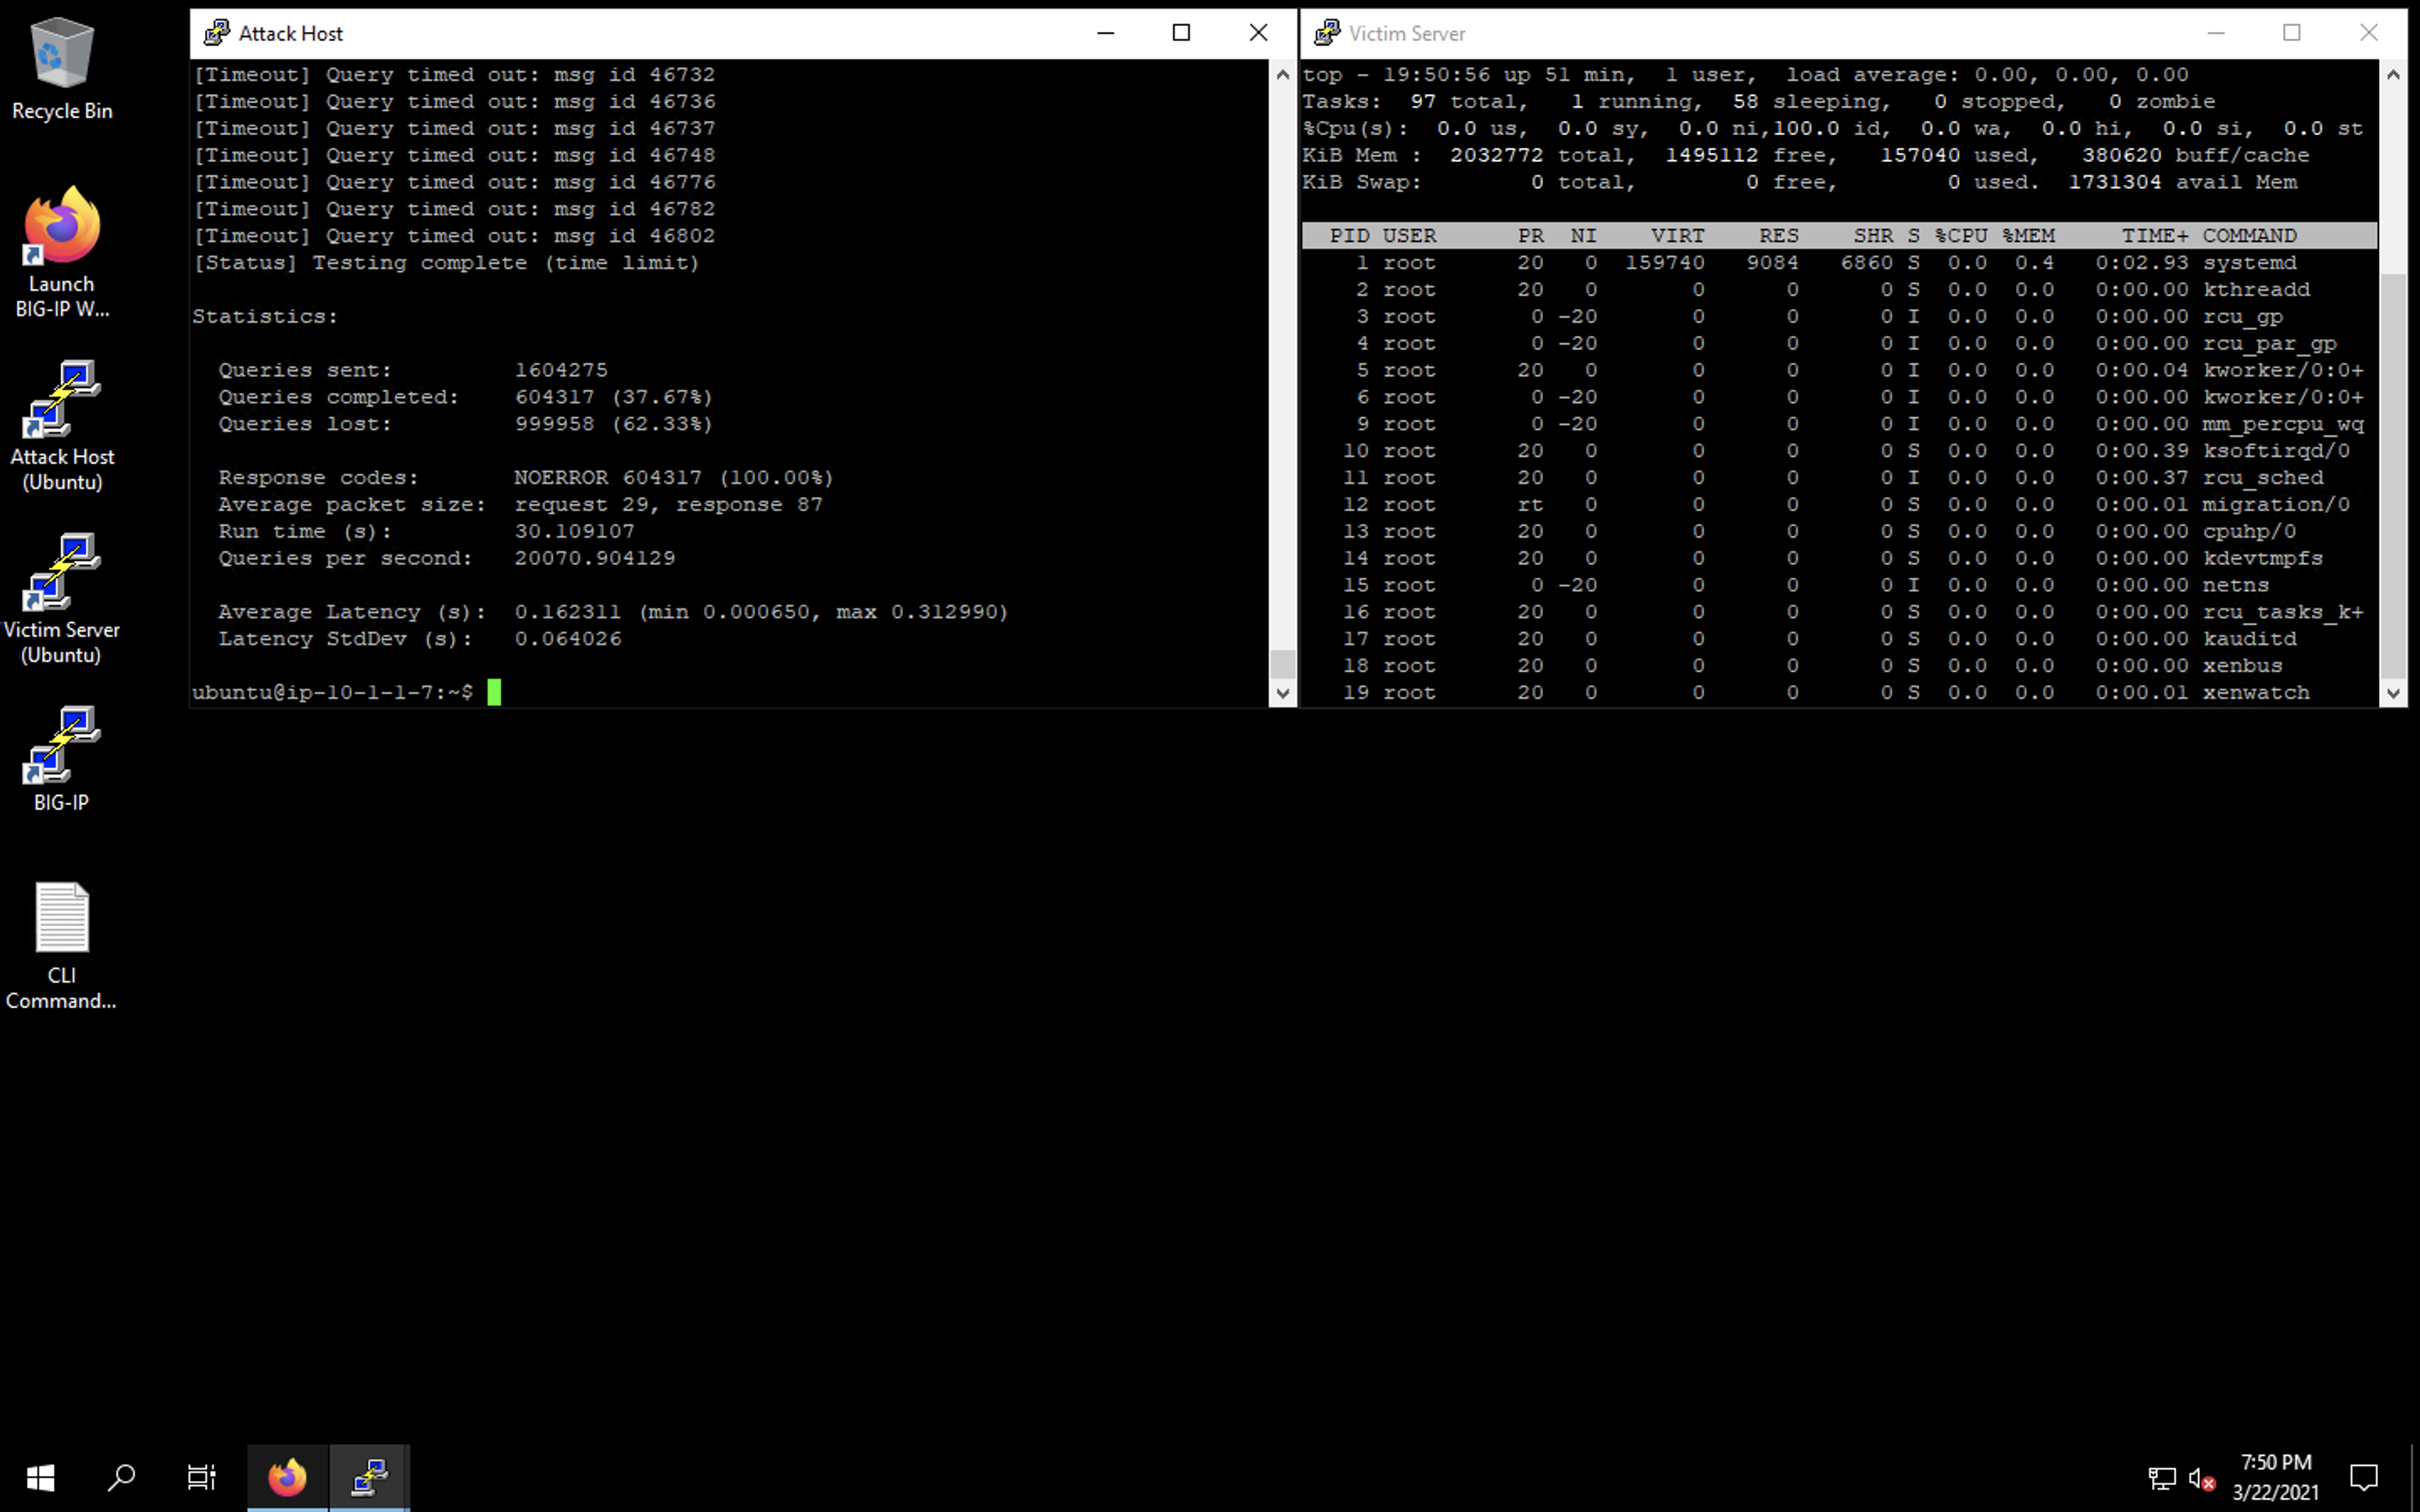 Recycle Bin
Launch
BIG-IP W...
Attack Host
(Ubuntu)
Victim Server
(Ubuntu)
BIG-IP
CLI
Command...
Attack Host
[Timeout] Query timed out: msg id 46732
[Timeout] Query timed out: msg id 46736
[Timeout] Query timed out: msg id 46737
[Timeout] Query timed out: msg id 46748
[Timeout] Query timed out: msg id 46776
[Timeout] Query timed out: msg id 46782
[Timeout] Query timed out: msg id 46802
[Status] Testing complete (time limit)
Statistics:
Queries sent: 1604275
Queries completed: 604317 (37.67%)
Queries lost: 999958 (62.33%)
Response codes: NOERROR 604317 (100.00%)
Average packet size: request 29, response 87
Run time (s): 30.109107
Queries per second: 20070.904129
Average Latency (s): 0.162311 (min 0.000650, max 0.312990)
Latency StdDev (s): 0.064026
ubuntu@ip-10-1-1-7:~$
Victim Server
top - 19:50:56 up 51 min, 1 user, load average: 0.00, 0.00, 0.00
Tasks: 97 total, 1 running, 58 sleeping, 0 stopped, 0 zombie
%Cpu(s): 0.0 us, 0.0 sy, 0.0 ni,100.0 id, 0.0 wa, 0.0 hi, 0.0 si, 0.0 st
KiB Mem : 2032772 total, 1495112 free, 157040 used, 380620 buff/cache
KiB Swap: 0 total, 0 free, 0 used. 1731304 avail Mem
PID USER PR NI VIRT RES SHR S %CPU %MEM TIME+ COMMAND
1 root 20 0 159740 9084 6860 S 0.0 0.4 0:02.93 systemd
2 root 20 0 0 0 0 S 0.0 0.0 0:00.00 kthreadd
3 root 0 -20 0 0 0 I 0.0 0.0 0:00.00 rcu_gp
4 root 0 -20 0 0 0 I 0.0 0.0 0:00.00 rcu_par_gp
5 root 20 0 0 0 0 I 0.0 0.0 0:00.04 kworker/0:0+
6 root 0 -20 0 0 0 I 0.0 0.0 0:00.00 kworker/0:0+
9 root 0 -20 0 0 0 I 0.0 0.0 0:00.00 mm_percpu_wq
10 root 20 0 0 0 0 S 0.0 0.0 0:00.39 ksoftirqd/0
11 root 20 0 0 0 0 I 0.0 0.0 0:00.37 rcu_sched
12 root rt 0 0 0 0 S 0.0 0.0 0:00.01 migration/0
13 root 20 0 0 0 0 S 0.0 0.0 0:00.00 cpuhp/0
14 root 20 0 0 0 0 S 0.0 0.0 0:00.00 kdevtmpfs
15 root 0 -20 0 0 0 I 0.0 0.0 0:00.00 netns
16 root 20 0 0 0 0 S 0.0 0.0 0:00.00 rcu_tasks_k+
17 root 20 0 0 0 0 S 0.0 0.0 0:00.00 kauditd
18 root 20 0 0 0 0 S 0.0 0.0 0:00.00 xenbus
19 root 20 0 0 0 0 S 0.0 0.0 0:00.01 xenwatch
7:50 PM
3/22/2021